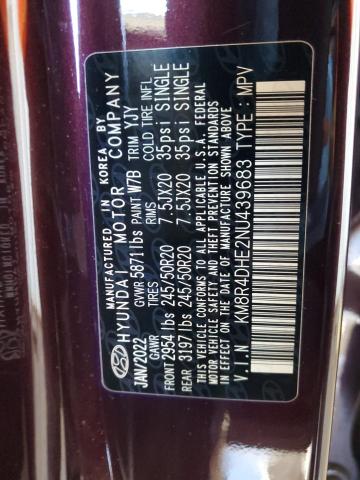 MANUFACTURED IN KOREA BY
HYUNDAI MOTOR COMPANY
JAN/2022 GVWR 5871lbs PAINT W7B TRIM YJY
GAWR TIRES RIMS COLD TIRE INFL
FRONT 2954lbs 245/50R20 7.5JX20 35psi SINGLE
REAR 3197lbs 245/50R20 7.5JX20 35psi SINGLE
THIS VEHICLE CONFORMS TO ALL APPLICABLE U.S.A. FEDERAL
MOTOR VEHICLE SAFETY AND THEFT PREVENTION STANDARDS
IN EFFECT ON THE DATE OF MANUFACTURE SHOWN ABOVE.
V.I.N : KM8R4DHE2NU439683 TYPE : MPV